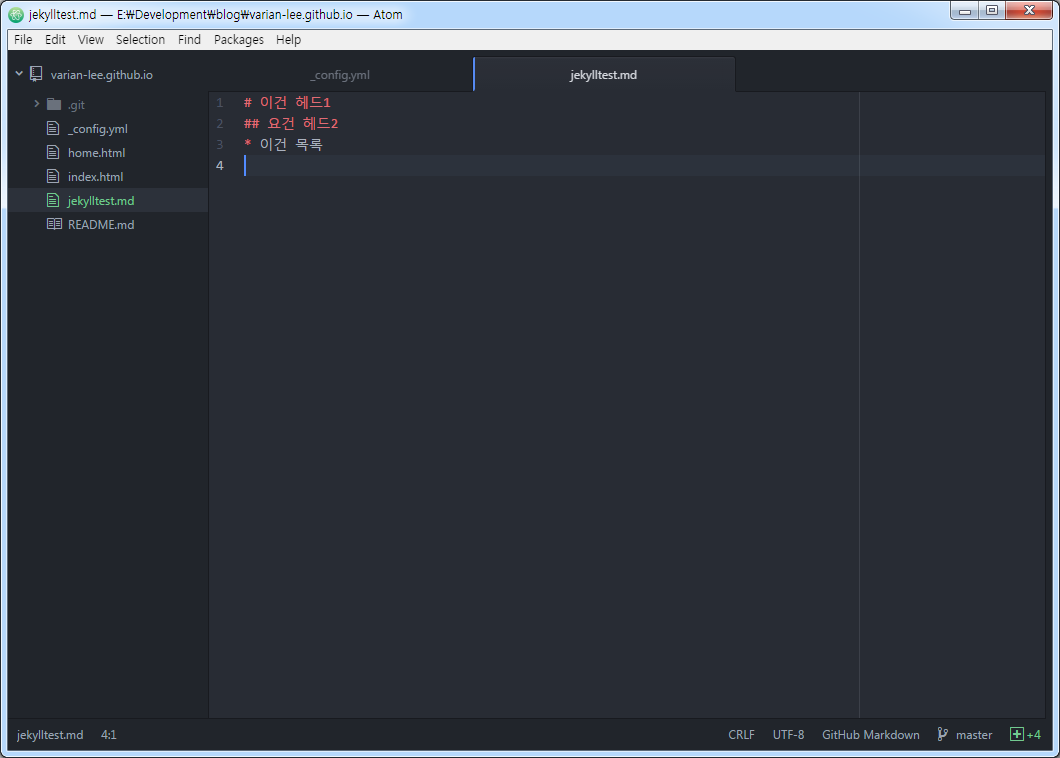 jekylltest.md — E:₩Development₩blog₩varian-lee.github.io — Atom
File Edit View Selection Find Packages Help
varian-lee.github.io
.git
_config.yml
home.html
index.html
jekylltest.md
README.md
_config.yml jekylltest.md
1 # 이건 헤드1
2 ## 요건 헤드2
3 * 이건 목록
4
jekylltest.md 4:1 CRLF UTF-8 GitHub Markdown master +4